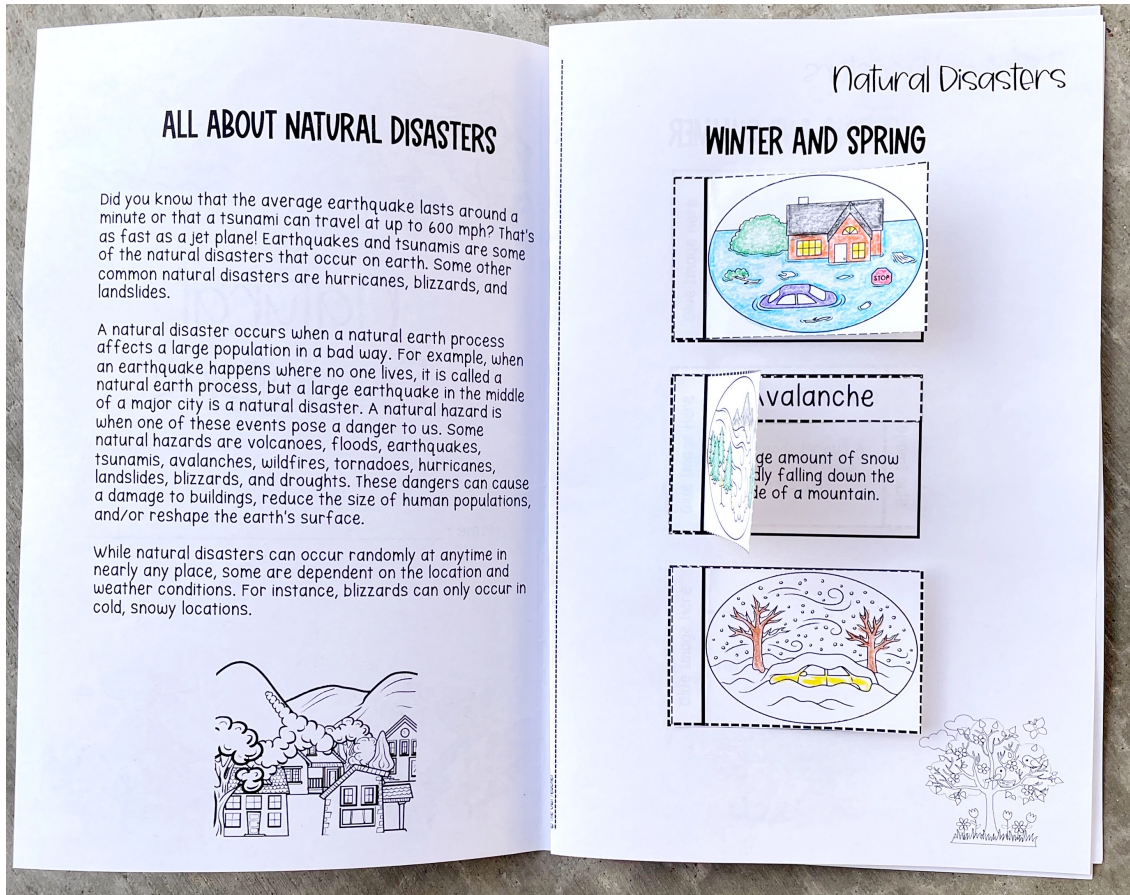 ALL ABOUT NATURAL DISASTERS
Did you know that the average earthquake lasts around a
minute or that a tsunami can travel at up to 600 mph? That's
as fast as a jet plane! Earthquakes and tsunamis are some
of the natural disasters that occur on earth. Some other
common natural disasters are hurricanes, blizzards, and
landslides.
A natural disaster occurs when a natural earth process
affects a large population in a bad way. For example, when
an earthquake happens where no one lives, it is called a
natural earth process, but a large earthquake in the middle
of a major city is a natural disaster. A natural hazard is
when one of these events pose a danger to us. Some
natural hazards are volcanoes, floods, earthquakes,
tsunamis, avalanches, wildfires, tornadoes, hurricanes,
landslides, blizzards, and droughts. These dangers can cause
a damage to buildings, reduce the size of human populations,
and/or reshape the earth's surface.
While natural disasters can occur randomly at anytime in
nearly any place, some are dependent on the location and
weather conditions. For instance, blizzards can only occur in
cold, snowy locations.
Natural Disasters
WINTER AND SPRING
STOP
Avalanche
amount of snow
falling down the
of a mountain.